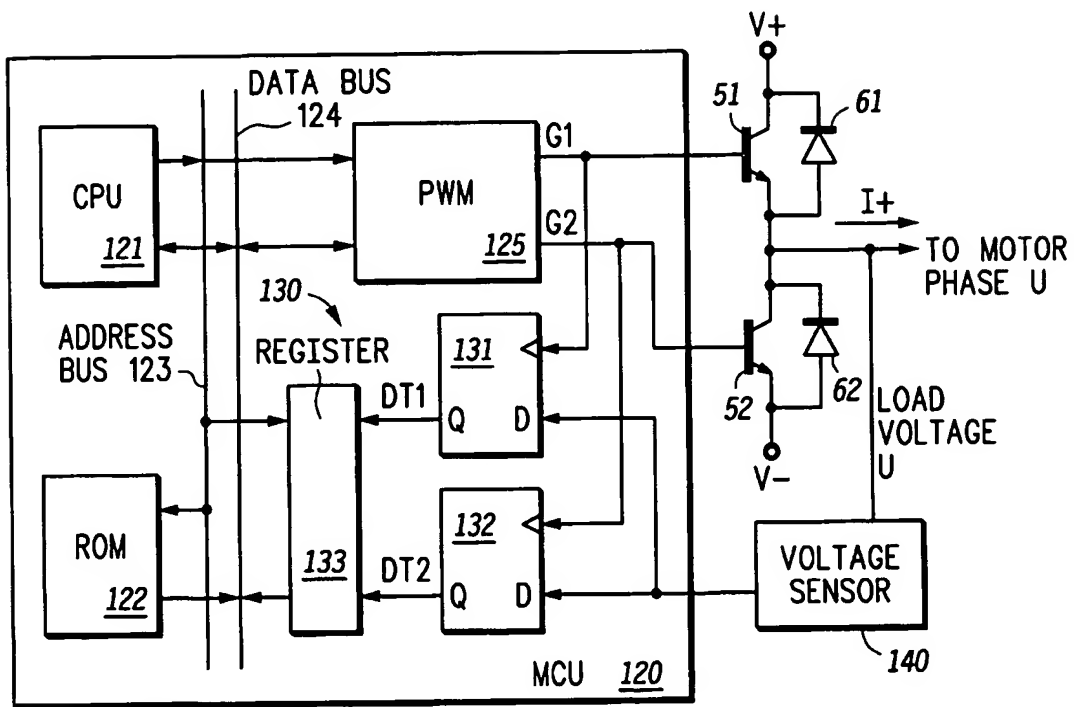 V+
DATA BUS
124
51
61
G1
CPU
121
PWM
125
I+
G2
TO MOTOR
PHASE U
130
ADDRESS
BUS 123
REGISTER
131
DT1
Q
D
52
62
LOAD
VOLTAGE
U
V-
ROM
122
133
132
DT2
Q
D
VOLTAGE
SENSOR
140
MCU 120